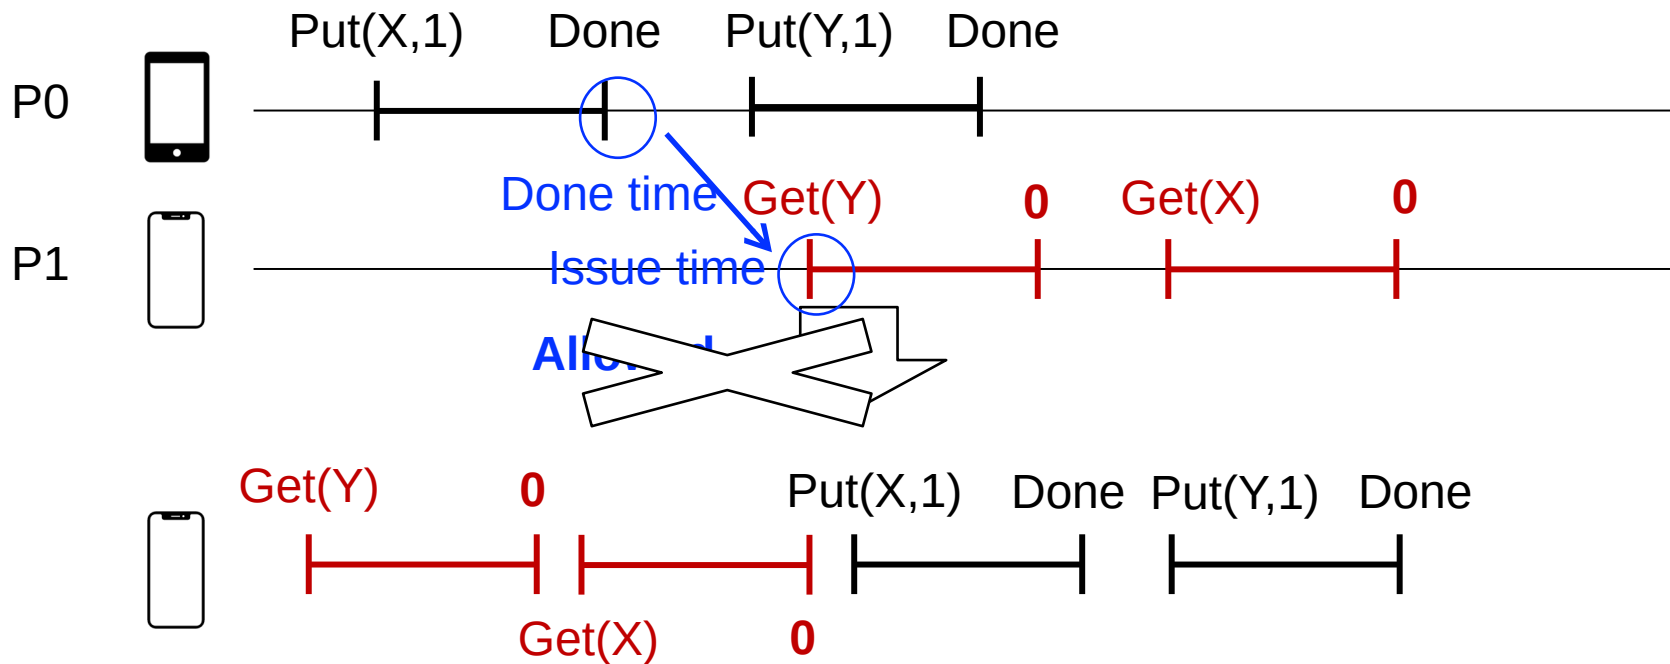 Put(X,1) Done Put(Y,1) Done
P0
Done time Get(Y) 0 Get(X) 0
P1
Issue time
Get(Y) 0 Put(X,1) Done Put(Y,1) Done
Get(X) 0